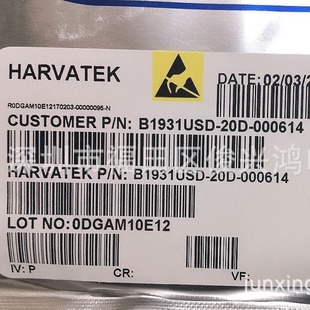 HARVATEK
DATE: 02/03/2
R0DGAM10E12170203-00000095-N
CUSTOMER P/N: B1931USD-20D-000614
HARVATEK P/N: B1931USD-20D-000614
LOT NO:0DGAM10E12
IV: P CR: VF:
junxing